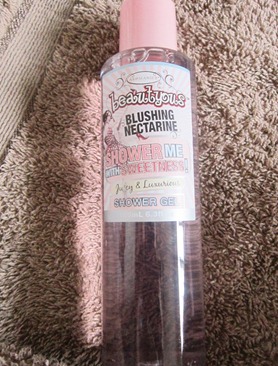 beautyous
BLUSHING
NECTARINE
SHOWER ME
WITH SWEETNESS!
Juicy & Luxurious
SHOWER GEL